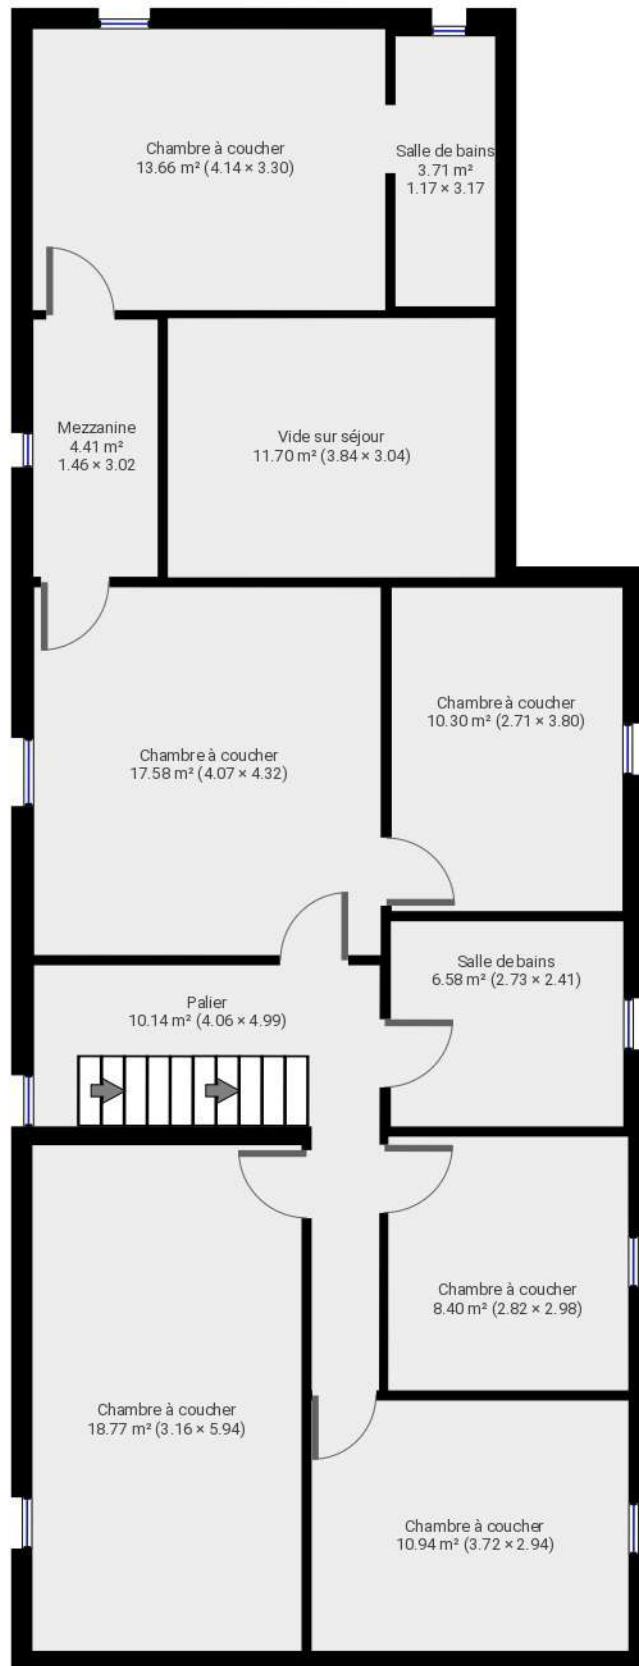 Chambre à coucher
13.66 m² (4.14 × 3.30)
Salle de bains
3.71 m²
1.17 × 3.17
Mezzanine
4.41 m²
1.46 × 3.02
Vide sur séjour
11.70 m² (3.84 × 3.04)
Chambre à coucher
10.30 m² (2.71 × 3.80)
Chambre à coucher
17.58 m² (4.07 × 4.32)
Salle de bains
6.58 m² (2.73 × 2.41)
Palier
10.14 m² (4.06 × 4.99)
Chambre à coucher
8.40 m² (2.82 × 2.98)
Chambre à coucher
18.77 m² (3.16 × 5.94)
Chambre à coucher
10.94 m² (3.72 × 2.94)